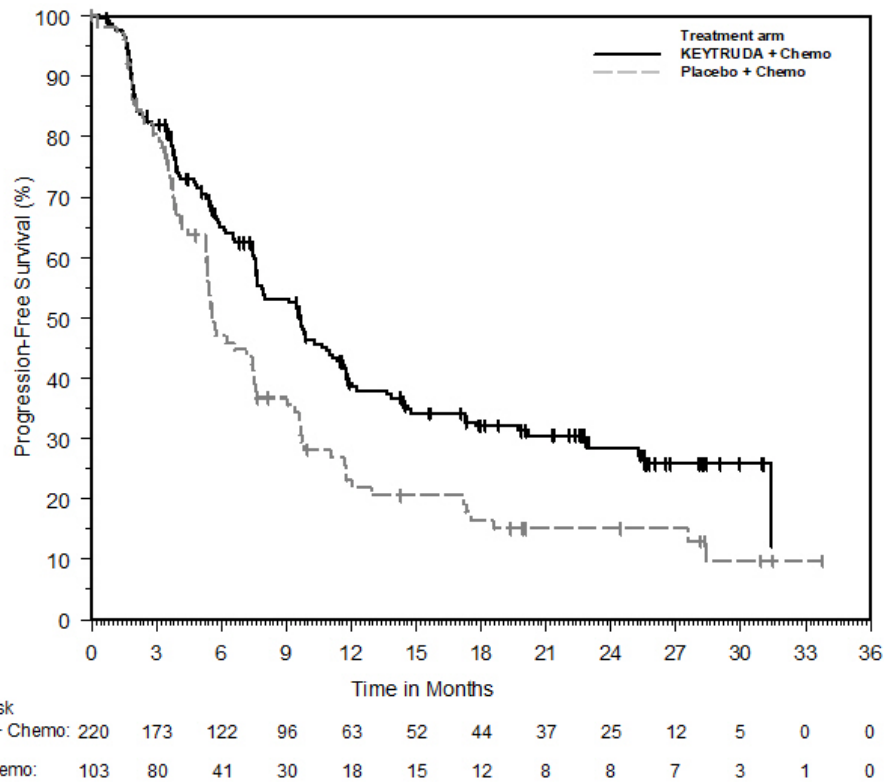 Treatment arm
KEYTRUDA + Chemo
Placebo + Chemo
Progression-Free Survival (%)
100
90
80
70
60
50
40
30
20
10
0
0 3 6 9 12 15 18 21 24 27 30 33 36
Time in Months
sk
Chemo: 220 173 122 96 63 52 44 37 25 12 5 0 0
emo: 103 80 41 30 18 15 12 8 8 7 3 1 0